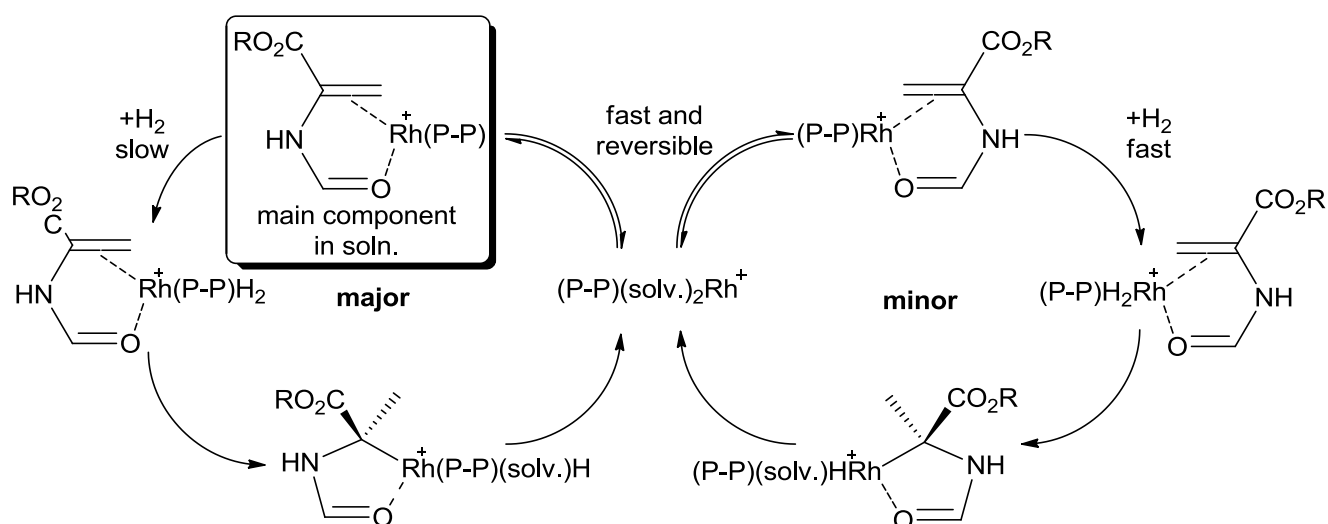 RO₂C
HN
O
+
Rh(P-P)
main component
in soln.
+H₂
slow
major
fast and
reversible
(P-P)(solv.)₂Rh⁺
minor
CO₂R
(P-P)Rh
+
NH
O
+H₂
fast
RO₂
C
HN
O
+
Rh(P-P)H₂
CO₂R
(P-P)H₂Rh
+
NH
O
RO₂C
HN
O
+
Rh(P-P)(solv.)H
CO₂R
(P-P)(solv.)HRh
+
NH
O